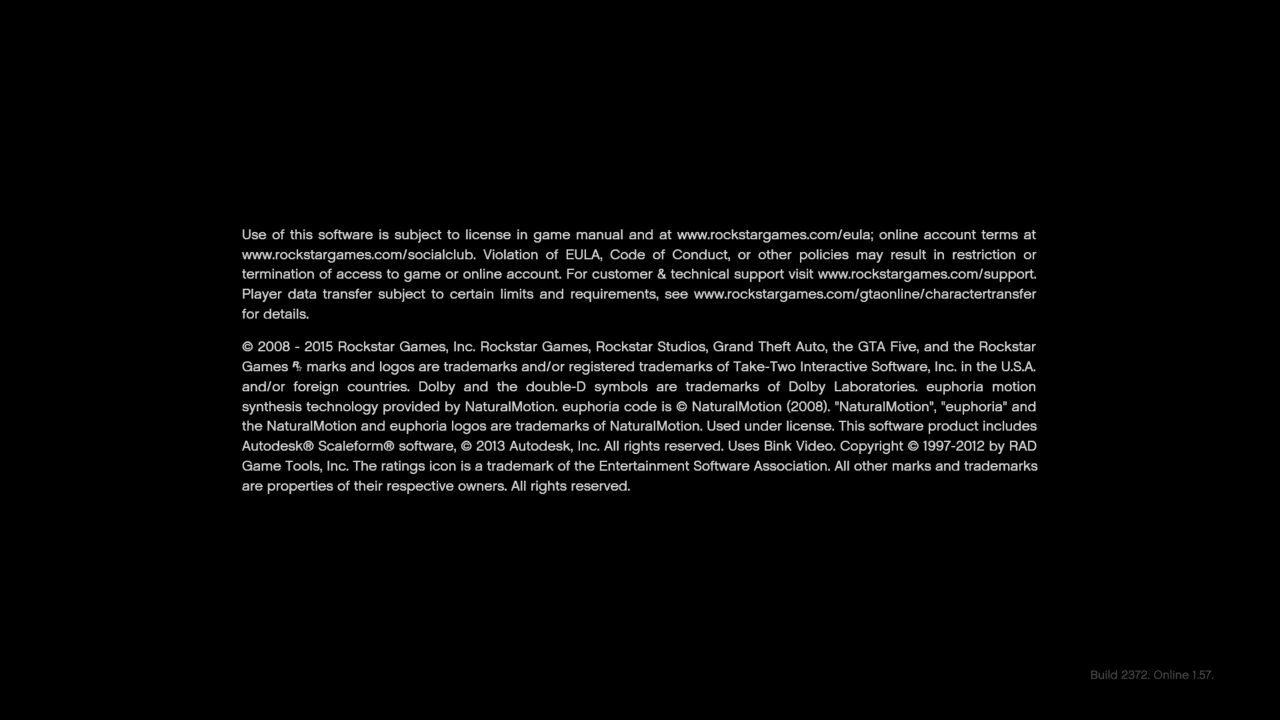 Use of this software is subject to license in game manual and at www.rockstargames.com/eula; online account terms at
www.rockstargames.com/socialclub. Violation of EULA, Code of Conduct, or other policies may result in restriction or
termination of access to game or online account. For customer & technical support visit www.rockstargames.com/support.
Player data transfer subject to certain limits and requirements, see www.rockstargames.com/gtaonline/charactertransfer
for details.
© 2008 - 2015 Rockstar Games, Inc. Rockstar Games, Rockstar Studios, Grand Theft Auto, the GTA Five, and the Rockstar
Games R* marks and logos are trademarks and/or registered trademarks of Take-Two Interactive Software, Inc. in the U.S.A.
and/or foreign countries. Dolby and the double-D symbols are trademarks of Dolby Laboratories. euphoria motion
synthesis technology provided by NaturalMotion. euphoria code is © NaturalMotion (2008). "NaturalMotion", "euphoria" and
the NaturalMotion and euphoria logos are trademarks of NaturalMotion. Used under license. This software product includes
Autodesk® Scaleform® software, © 2013 Autodesk, Inc. All rights reserved. Uses Bink Video. Copyright © 1997-2012 by RAD
Game Tools, Inc. The ratings icon is a trademark of the Entertainment Software Association. All other marks and trademarks
are properties of their respective owners. All rights reserved.
Build 2372. Online 1.57.